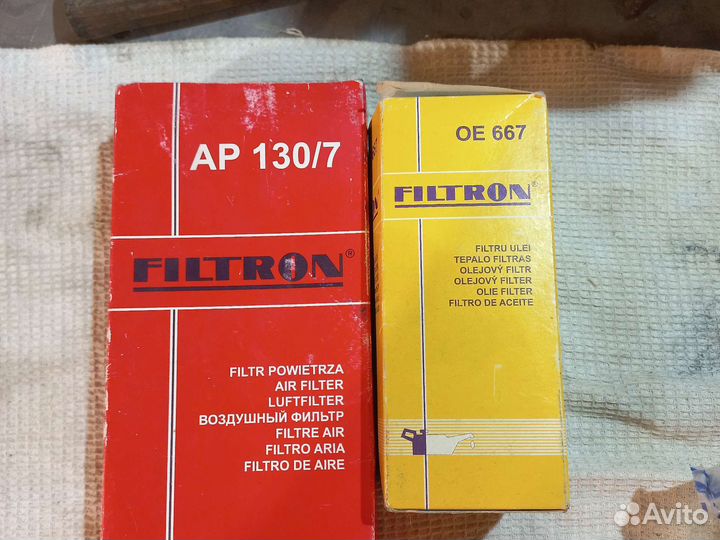 AP 130/7
FILTRON®
FILTR POWIETRZA
AIR FILTER
LUFTFILTER
ВОЗДУШНЫЙ ФИЛЬТР
FILTRE AIR
FILTRO ARIA
FILTRO DE AIRE
OE 667
FILTRON®
FILTRU ULEI
TEPALO FILTRAS
OLEJOVÝ FILTR
OLEJOVÝ FILTER
OLIE FILTER
FILTRO DE ACEITE
Avito